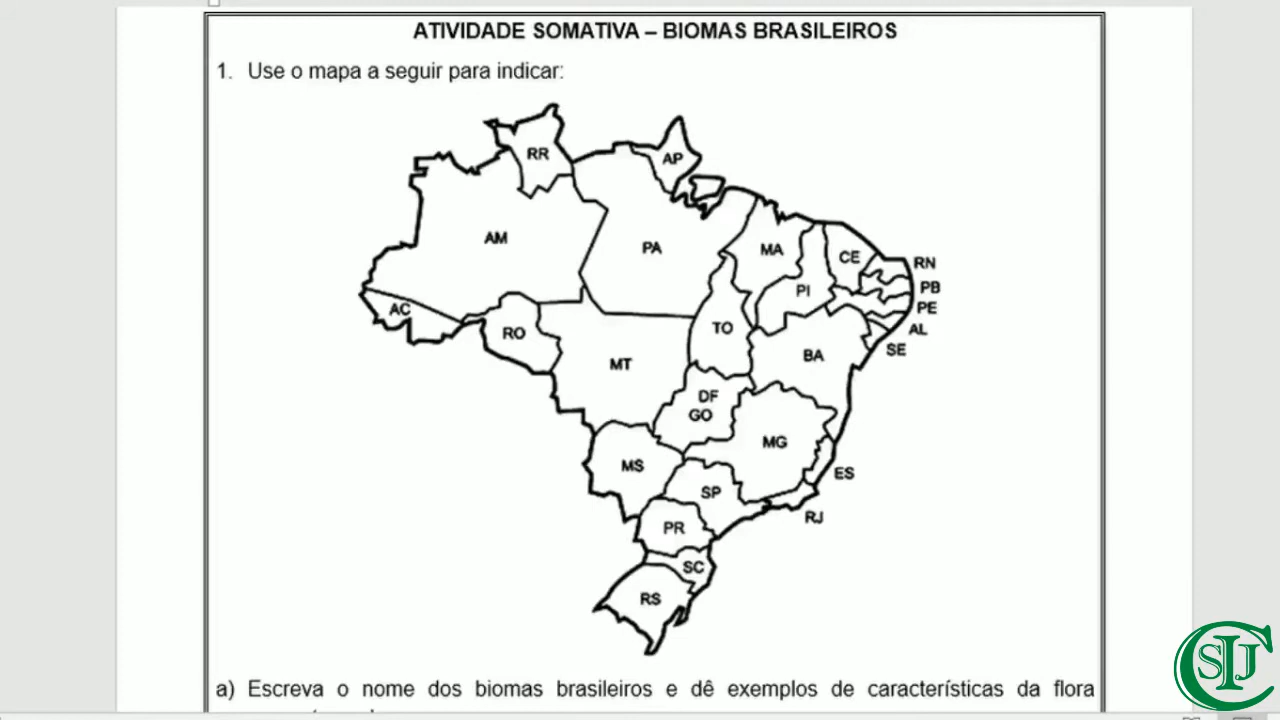 ATIVIDADE SOMATIVA – BIOMAS BRASILEIROS
1. Use o mapa a seguir para indicar:
RR
AP
AM
PA
MA
CE
RN
PI
PB
PE
AC
RO
TO
AL
SE
MT
BA
DF
GO
MG
MS
ES
SP
RJ
PR
SC
RS
a) Escreva o nome dos biomas brasileiros e dê exemplos de características da flora
CSIJ